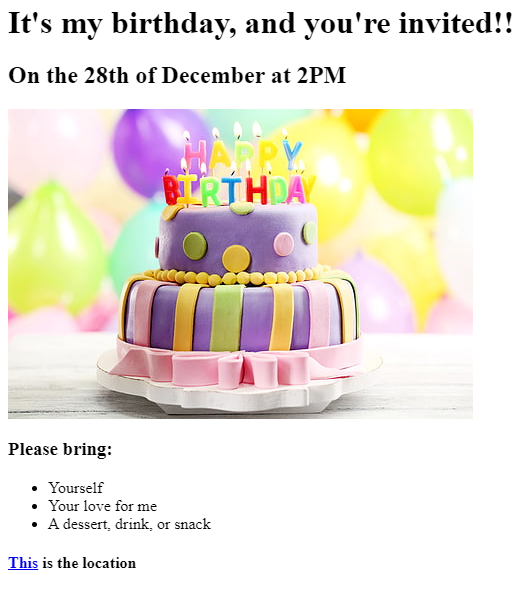 It's my birthday, and you're invited!!
On the 28th of December at 2PM
HAPPY
BIRTHDAY
Please bring:
Yourself
Your love for me
A dessert, drink, or snack
This is the location